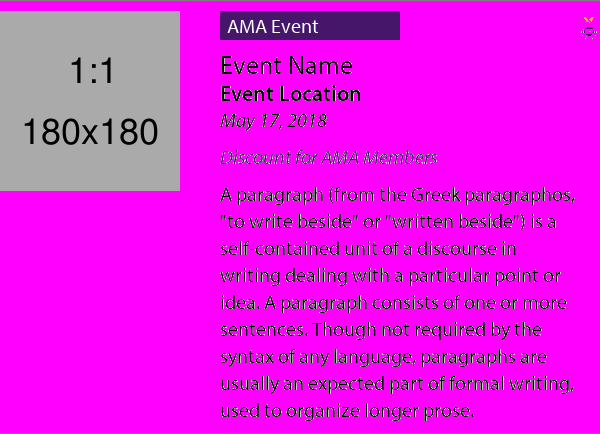 1:1
180x180
AMA Event
Event Name
Event Location
May 17, 2018
Discount for AMA Members
A paragraph (from the Greek paragraphos,
"to write beside" or "written beside") is a
self-contained unit of a discourse in
writing dealing with a particular point or
idea. A paragraph consists of one or more
sentences. Though not required by the
syntax of any language, paragraphs are
usually an expected part of formal writing,
used to organize longer prose.